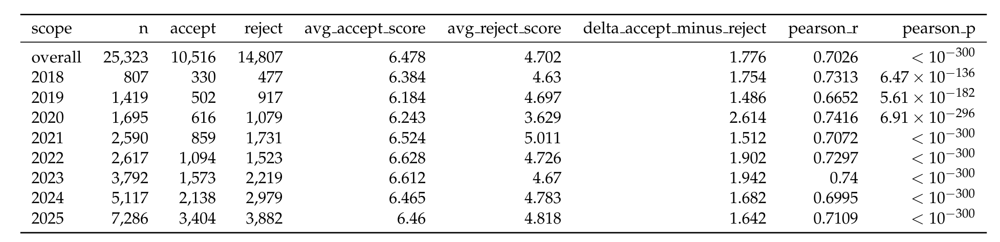 scope n accept reject avg_accept_score avg_reject_score delta_accept_minus_reject pearson_r pearson_p
overall 25,323 10,516 14,807 6.478 4.702 1.776 0.7026 < 10⁻³⁰⁰
2018 807 330 477 6.384 4.63 1.754 0.7313 6.47 × 10⁻¹³⁶
2019 1,419 502 917 6.184 4.697 1.486 0.6652 5.61 × 10⁻¹⁸²
2020 1,695 616 1,079 6.243 3.629 2.614 0.7416 6.91 × 10⁻²⁹⁶
2021 2,590 859 1,731 6.524 5.011 1.512 0.7072 < 10⁻³⁰⁰
2022 2,617 1,094 1,523 6.628 4.726 1.902 0.7297 < 10⁻³⁰⁰
2023 3,792 1,573 2,219 6.612 4.67 1.942 0.74 < 10⁻³⁰⁰
2024 5,117 2,138 2,979 6.465 4.783 1.682 0.6995 < 10⁻³⁰⁰
2025 7,286 3,404 3,882 6.46 4.818 1.642 0.7109 < 10⁻³⁰⁰